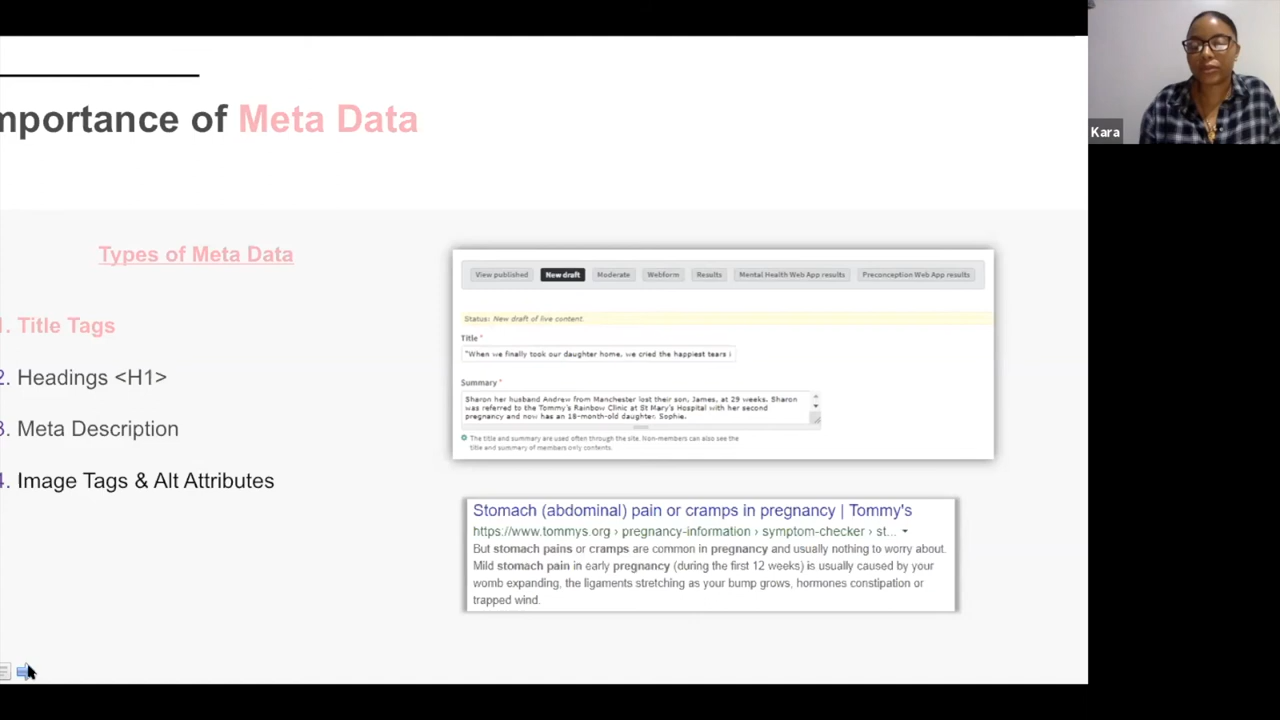 mportance of Meta Data
Kara
Types of Meta Data
1. Title Tags
2. Headings <H1>
3. Meta Description
4. Image Tags & Alt Attributes
View published New draft Moderate Webform Results Mental Health Web App results Preconception Web App results
Status: New draft of live content.
Title *
"When we finally took our daughter home, we cried the happiest tears i
Summary *
Sharon her husband Andrew from Manchester lost their son, James, at 29 weeks. Sharon
was referred to the Tommy's Rainbow Clinic at St Mary's Hospital with her second
pregnancy and now has an 18-month-old daughter, Sophie.
The title and summary are used often through the site. Non-members can also see the
title and summary of members only contents.
Stomach (abdominal) pain or cramps in pregnancy | Tommy's
https://www.tommys.org › pregnancy-information › symptom-checker › st...
But stomach pains or cramps are common in pregnancy and usually nothing to worry about.
Mild stomach pain in early pregnancy (during the first 12 weeks) is usually caused by your
womb expanding, the ligaments stretching as your bump grows, hormones constipation or
trapped wind.